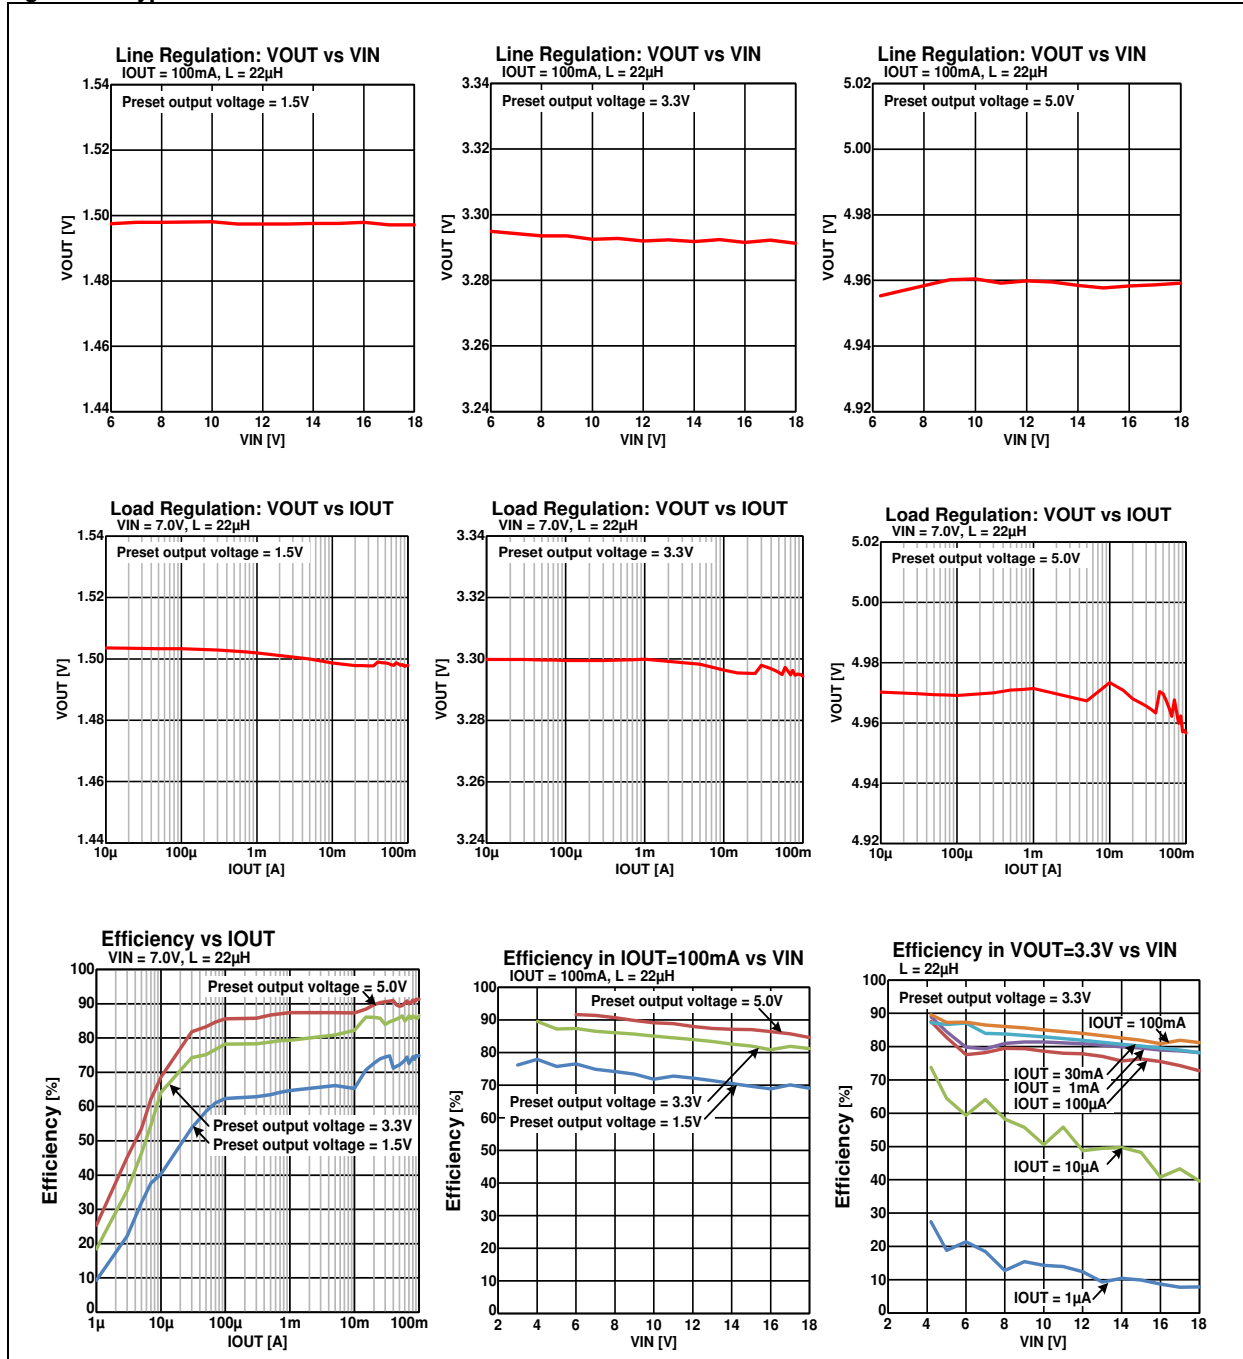 Line Regulation: VOUT vs VIN
IOUT = 100mA, L = 22µH
Preset output voltage = 1.5V
VOUT [V]
1.54
1.52
1.50
1.48
1.46
1.44
6 8 10 12 14 16 18
VIN [V]
Line Regulation: VOUT vs VIN
IOUT = 100mA, L = 22µH
Preset output voltage = 3.3V
VOUT [V]
3.34
3.32
3.30
3.28
3.26
3.24
6 8 10 12 14 16 18
VIN [V]
Line Regulation: VOUT vs VIN
IOUT = 100mA, L = 22µH
Preset output voltage = 5.0V
VOUT [V]
5.02
5.00
4.98
4.96
4.94
4.92
6 8 10 12 14 16 18
VIN [V]
Load Regulation: VOUT vs IOUT
VIN = 7.0V, L = 22µH
Preset output voltage = 1.5V
VOUT [V]
1.54
1.52
1.50
1.48
1.46
1.44
10µ 100µ 1m 10m 100m
IOUT [A]
Load Regulation: VOUT vs IOUT
VIN = 7.0V, L = 22µH
Preset output voltage = 3.3V
VOUT [V]
3.34
3.32
3.30
3.28
3.26
3.24
10µ 100µ 1m 10m 100m
IOUT [A]
Load Regulation: VOUT vs IOUT
VIN = 7.0V, L = 22µH
Preset output voltage = 5.0V
VOUT [V]
5.02
5.00
4.98
4.96
4.94
4.92
10µ 100µ 1m 10m 100m
IOUT [A]
Efficiency vs IOUT
VIN = 7.0V, L = 22µH
Preset output voltage = 5.0V
Preset output voltage = 3.3V
Preset output voltage = 1.5V
Efficiency [%]
100
90
80
70
60
50
40
30
20
10
0
1µ 10µ 100µ 1m 10m 100m
IOUT [A]
Efficiency in IOUT=100mA vs VIN
IOUT = 100mA, L = 22µH
Preset output voltage = 5.0V
Preset output voltage = 3.3V
Preset output voltage = 1.5V
Efficiency [%]
100
90
80
70
60
50
40
30
20
10
0
2 4 6 8 10 12 14 16 18
VIN [V]
Efficiency in VOUT=3.3V vs VIN
L = 22µH
Preset output voltage = 3.3V
IOUT = 100mA
IOUT = 30mA
IOUT = 1mA
IOUT = 100µA
IOUT = 10µA
IOUT = 1µA
Efficiency [%]
100
90
80
70
60
50
40
30
20
10
0
2 4 6 8 10 12 14 16 18
VIN [V]